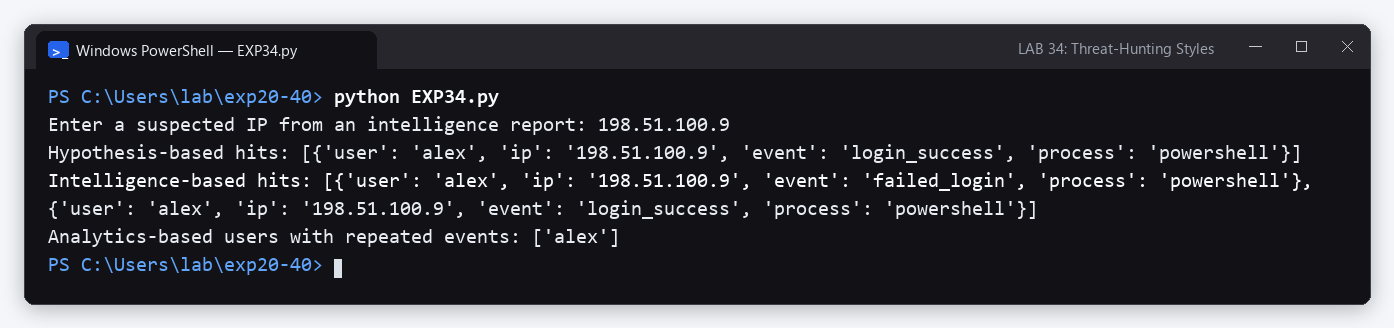 Windows PowerShell — EXP34.py
LAB 34: Threat-Hunting Styles
PS C:\Users\lab\exp20-40> python EXP34.py
Enter a suspected IP from an intelligence report: 198.51.100.9
Hypothesis-based hits: [{'user': 'alex', 'ip': '198.51.100.9', 'event': 'login_success', 'process': 'powershell'}]
Intelligence-based hits: [{'user': 'alex', 'ip': '198.51.100.9', 'event': 'failed_login', 'process': 'powershell'},
{'user': 'alex', 'ip': '198.51.100.9', 'event': 'login_success', 'process': 'powershell'}]
Analytics-based users with repeated events: ['alex']
PS C:\Users\lab\exp20-40>